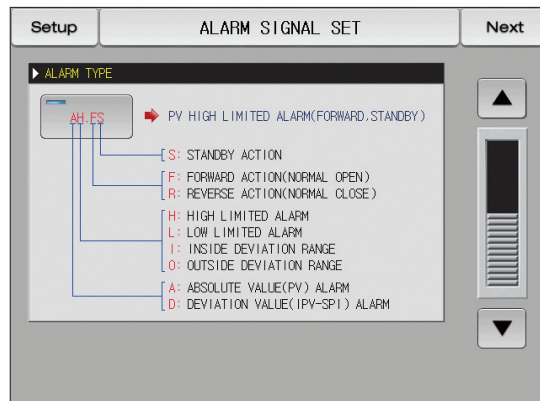 Setup
ALARM SIGNAL SET
Next
ALARM TYPE
AH.FS
PV HIGH LIMITED ALARM(FORWARD,STANDBY)
S: STANDBY ACTION
F: FORWARD ACTION(NORMAL OPEN)
R: REVERSE ACTION(NORMAL CLOSE)
H: HIGH LIMITED ALARM
L: LOW LIMITED ALARM
I: INSIDE DEVIATION RANGE
O: OUTSIDE DEVIATION RANGE
A: ABSOLUTE VALUE(PV) ALARM
D: DEVIATION VALUE(IPV-SPI) ALARM